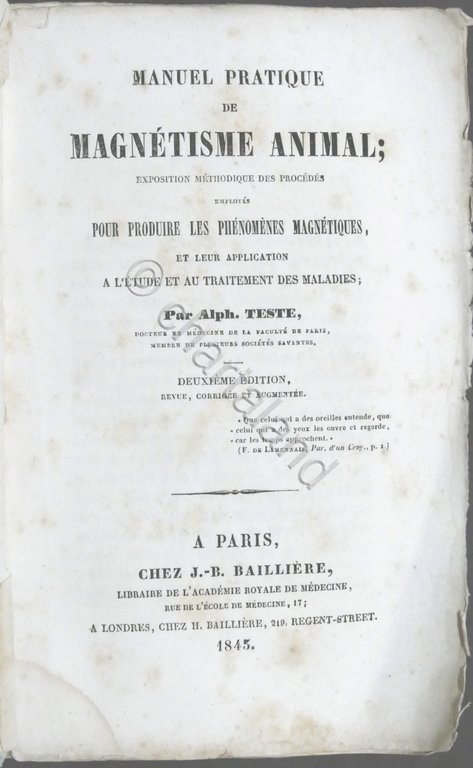 MANUEL PRATIQUE
DE
MAGNÉTISME ANIMAL;
EXPOSITION MÉTHODIQUE DES PROCÉDÉS
EMPLOYÉS
POUR PRODUIRE LES PHÉNOMÈNES MAGNÉTIQUES,
ET LEUR APPLICATION
A L'ÉTUDE ET AU TRAITEMENT DES MALADIES;
Par Alph. TESTE,
DOCTEUR EN MÉDECINE DE LA FACULTÉ DE PARIS,
MEMBRE DE PLUSIEURS SOCIÉTÉS SAVANTES.
DEUXIÈME ÉDITION,
REVUE, CORRIGÉE ET AUGMENTÉE.
« Que celui qui a des oreilles entende, que
« celui qui a des yeux les ouvre et regarde,
« car les temps approchent. »
(F. DE LAMENNAIS, Par. d'un Croy., p. 1.)
A PARIS,
CHEZ J.-B. BAILLIÈRE,
LIBRAIRE DE L'ACADÉMIE ROYALE DE MÉDECINE,
RUE DE L'ÉCOLE DE MÉDECINE, 17;
A LONDRES, CHEZ H. BAILLIÈRE, 219, REGENT-STREET.
1845.
© chartaland